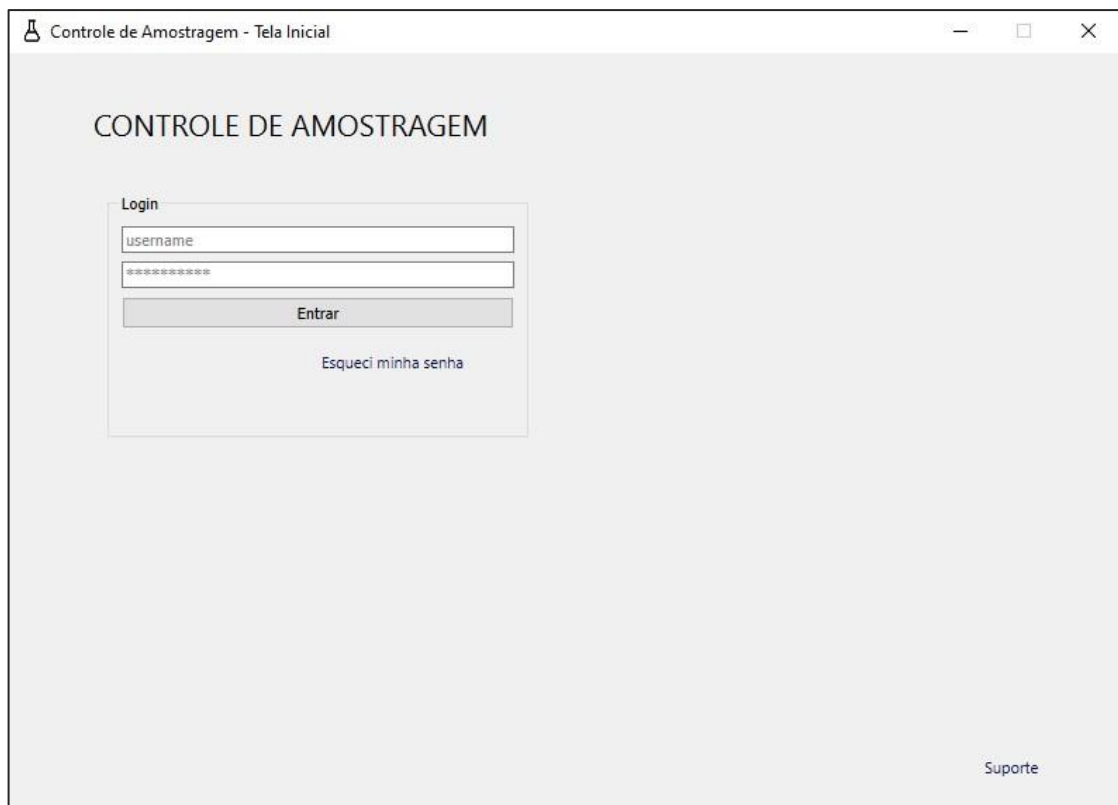 Controle de Amostragem - Tela Inicial
CONTROLE DE AMOSTRAGEM
Login
username
**********
Entrar
Esqueci minha senha
Suporte